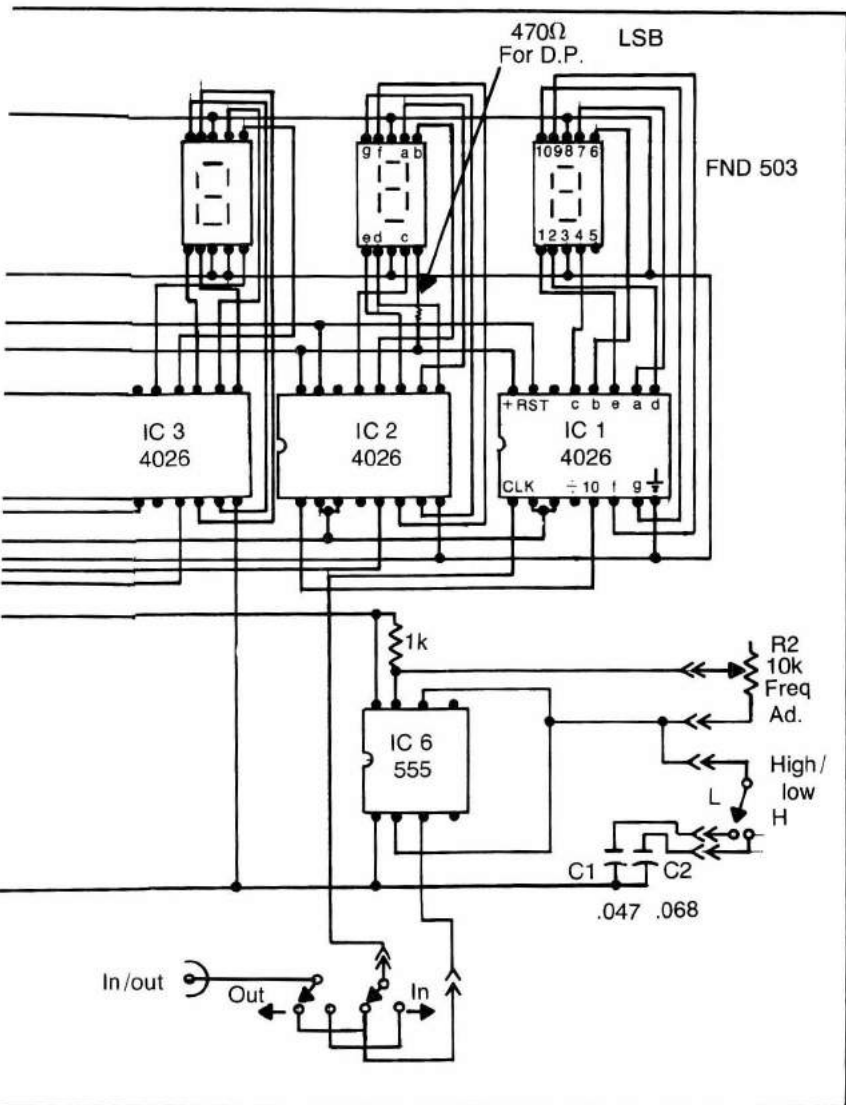 470Ω LSB
For D.P.
g f a b
10 9 8 7 6
FND 503
e d c
1 2 3 4 5
+ RST c b e a d
IC 3
4026
IC 2
4026
IC 1
4026
CLK ÷ 10 f g
1k
R2
10k
Freq
Ad.
IC 6
555
High/
low
L
H
C1 C2
.047 .068
In/out
Out
In